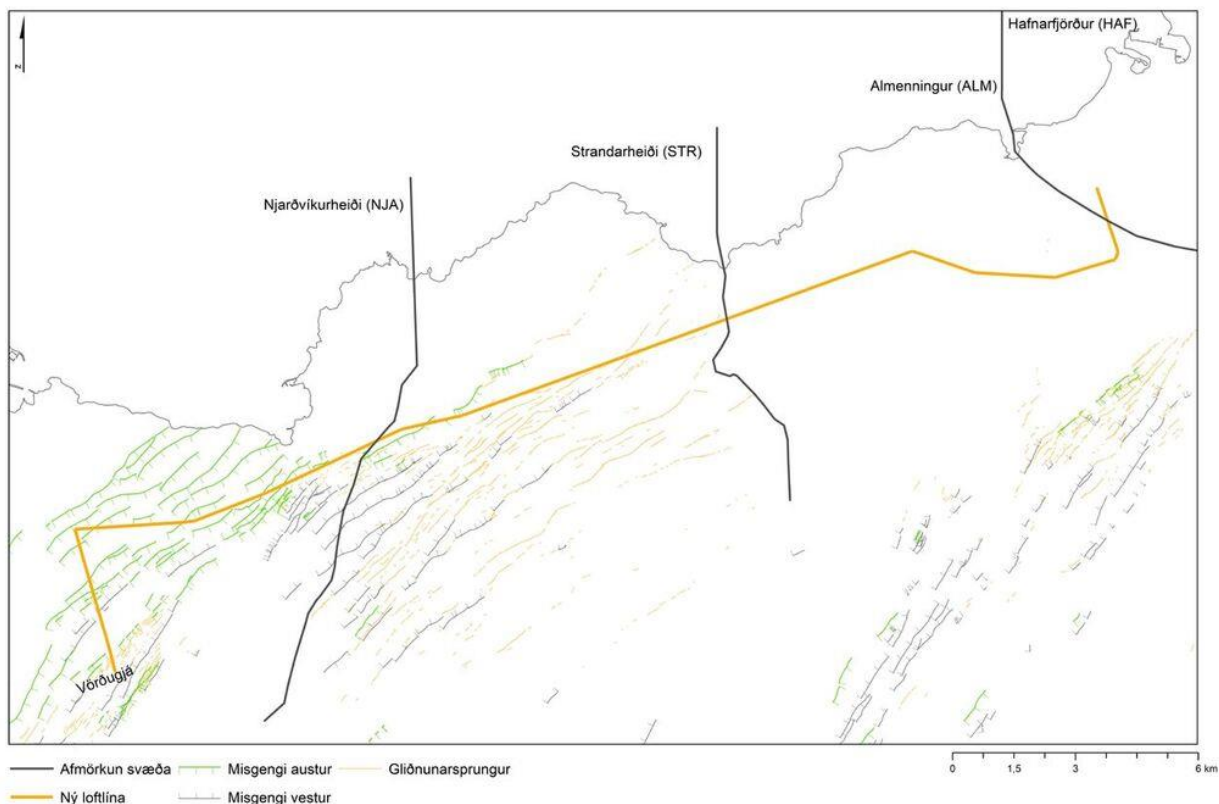 Hafnarfjörður (HAF)
Almenningur (ALM)
Strandarheiði (STR)
Njarðvíkurheiði (NJA)
N
Vörðugjá
Afmörkun svæða
Misgengi austur
Gliðnunarsprungur
Ný loftlína
Misgengi vestur
0 1,5 3 6 km